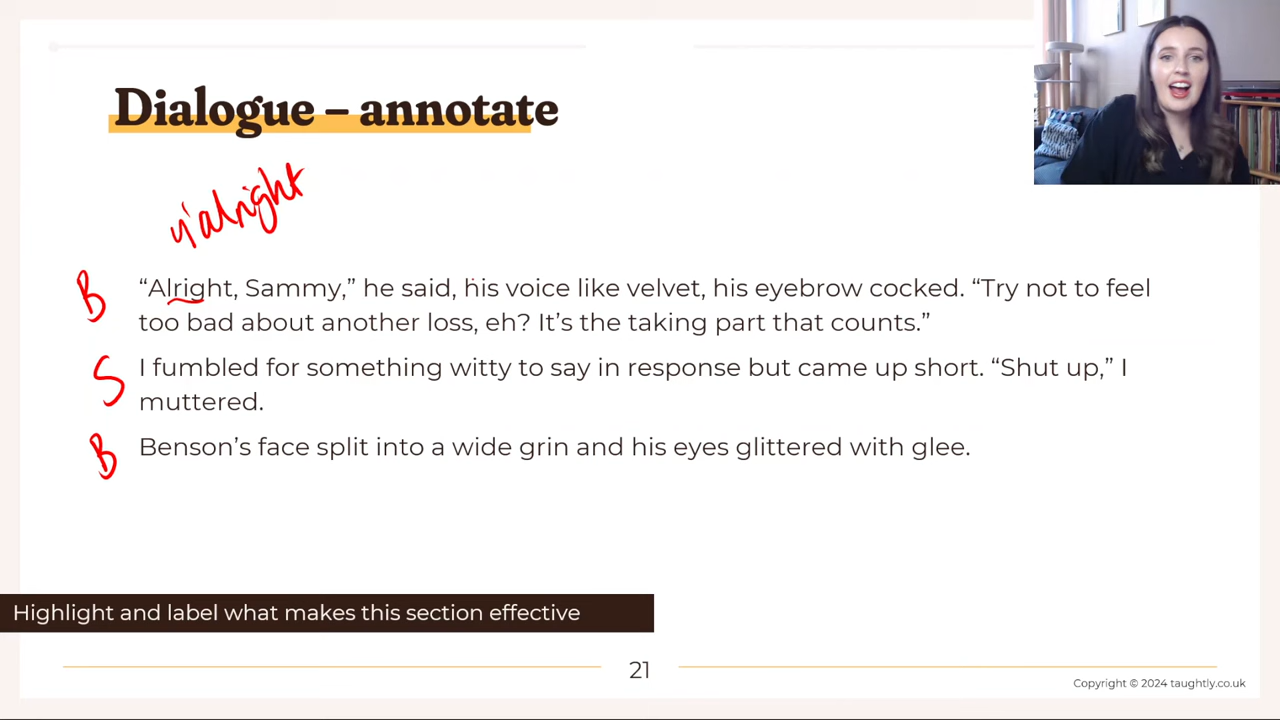 Dialogue – annotate
y'alright
B
“Alright, Sammy,” he said, his voice like velvet, his eyebrow cocked. “Try not to feel
too bad about another loss, eh? It’s the taking part that counts.”
S
I fumbled for something witty to say in response but came up short. “Shut up,” I
muttered.
B
Benson’s face split into a wide grin and his eyes glittered with glee.
Highlight and label what makes this section effective
21
Copyright © 2024 taughtly.co.uk